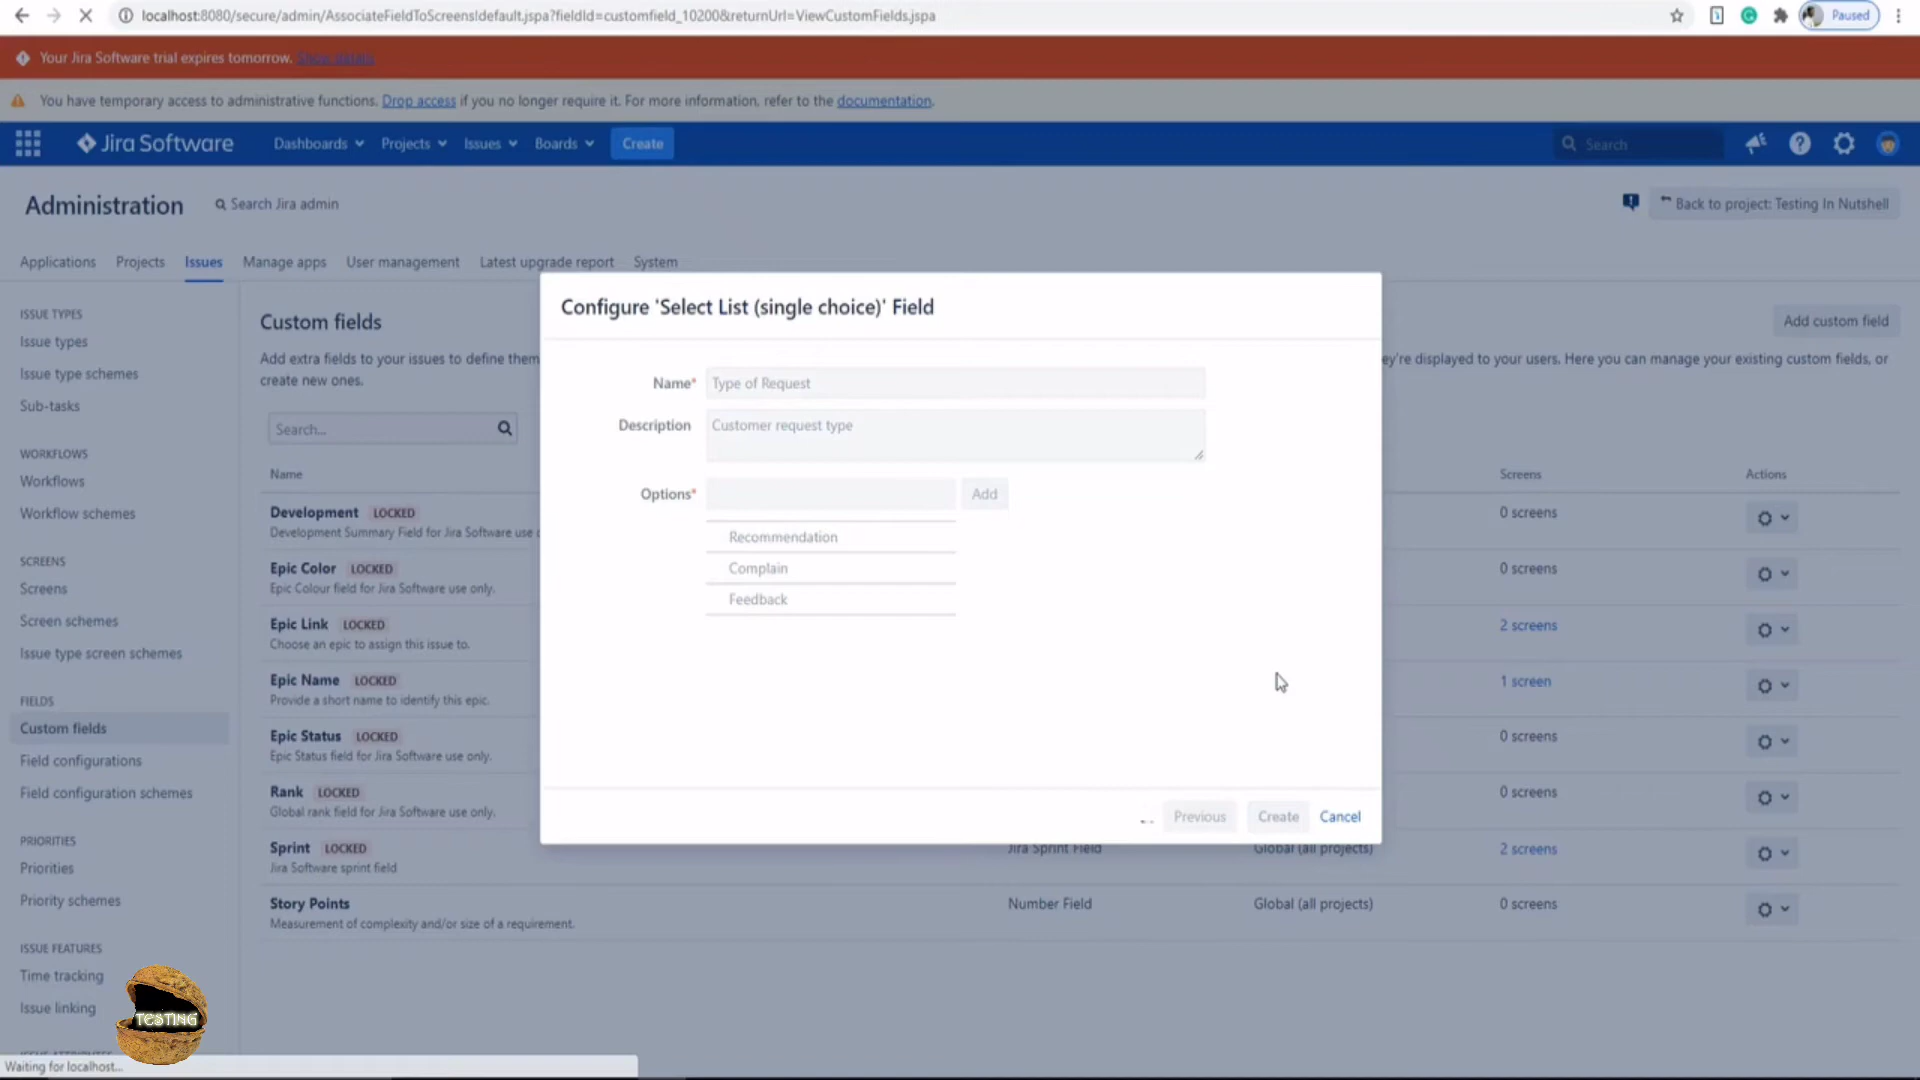 localhost:8080/secure/admin/AssociateFieldToScreens!default.jspa?fieldId=customfield_10200&returnUrl=ViewCustomFields.jspa
Paused
Your Jira Software trial expires tomorrow. Show details
You have temporary access to administrative functions. Drop access if you no longer require it. For more information, refer to the documentation.
Jira Software Dashboards Projects Issues Boards Create Search
Administration Search Jira admin Back to project: Testing In Nutshell
Applications Projects Issues Manage apps User management Latest upgrade report System
ISSUE TYPES
Issue types
Issue type schemes
Sub-tasks
WORKFLOWS
Workflows
Workflow schemes
SCREENS
Screens
Screen schemes
Issue type screen schemes
FIELDS
Custom fields
Field configurations
Field configuration schemes
PRIORITIES
Priorities
Priority schemes
ISSUE FEATURES
Time tracking
Issue linking
Custom fields
Add custom field
Add extra fields to your issues to define them
ey're displayed to your users. Here you can manage your existing custom fields, or
create new ones.
Search...
Name Screens Actions
Development LOCKED 0 screens
Development Summary Field for Jira Software use o
Epic Color LOCKED 0 screens
Epic Colour field for Jira Software use only.
Epic Link LOCKED 2 screens
Choose an epic to assign this issue to.
Epic Name LOCKED 1 screen
Provide a short name to identify this epic.
Epic Status LOCKED 0 screens
Epic Status field for Jira Software use only.
Rank LOCKED 0 screens
Global rank field for Jira Software use only.
Sprint LOCKED Jira Sprint Field Global (all projects) 2 screens
Jira Software sprint field
Story Points Number Field Global (all projects) 0 screens
Measurement of complexity and/or size of a requirement.
Configure 'Select List (single choice)' Field
Name* Type of Request
Description Customer request type
Options* Add
Recommendation
Complain
Feedback
Previous Create Cancel
TESTING
Waiting for localhost...